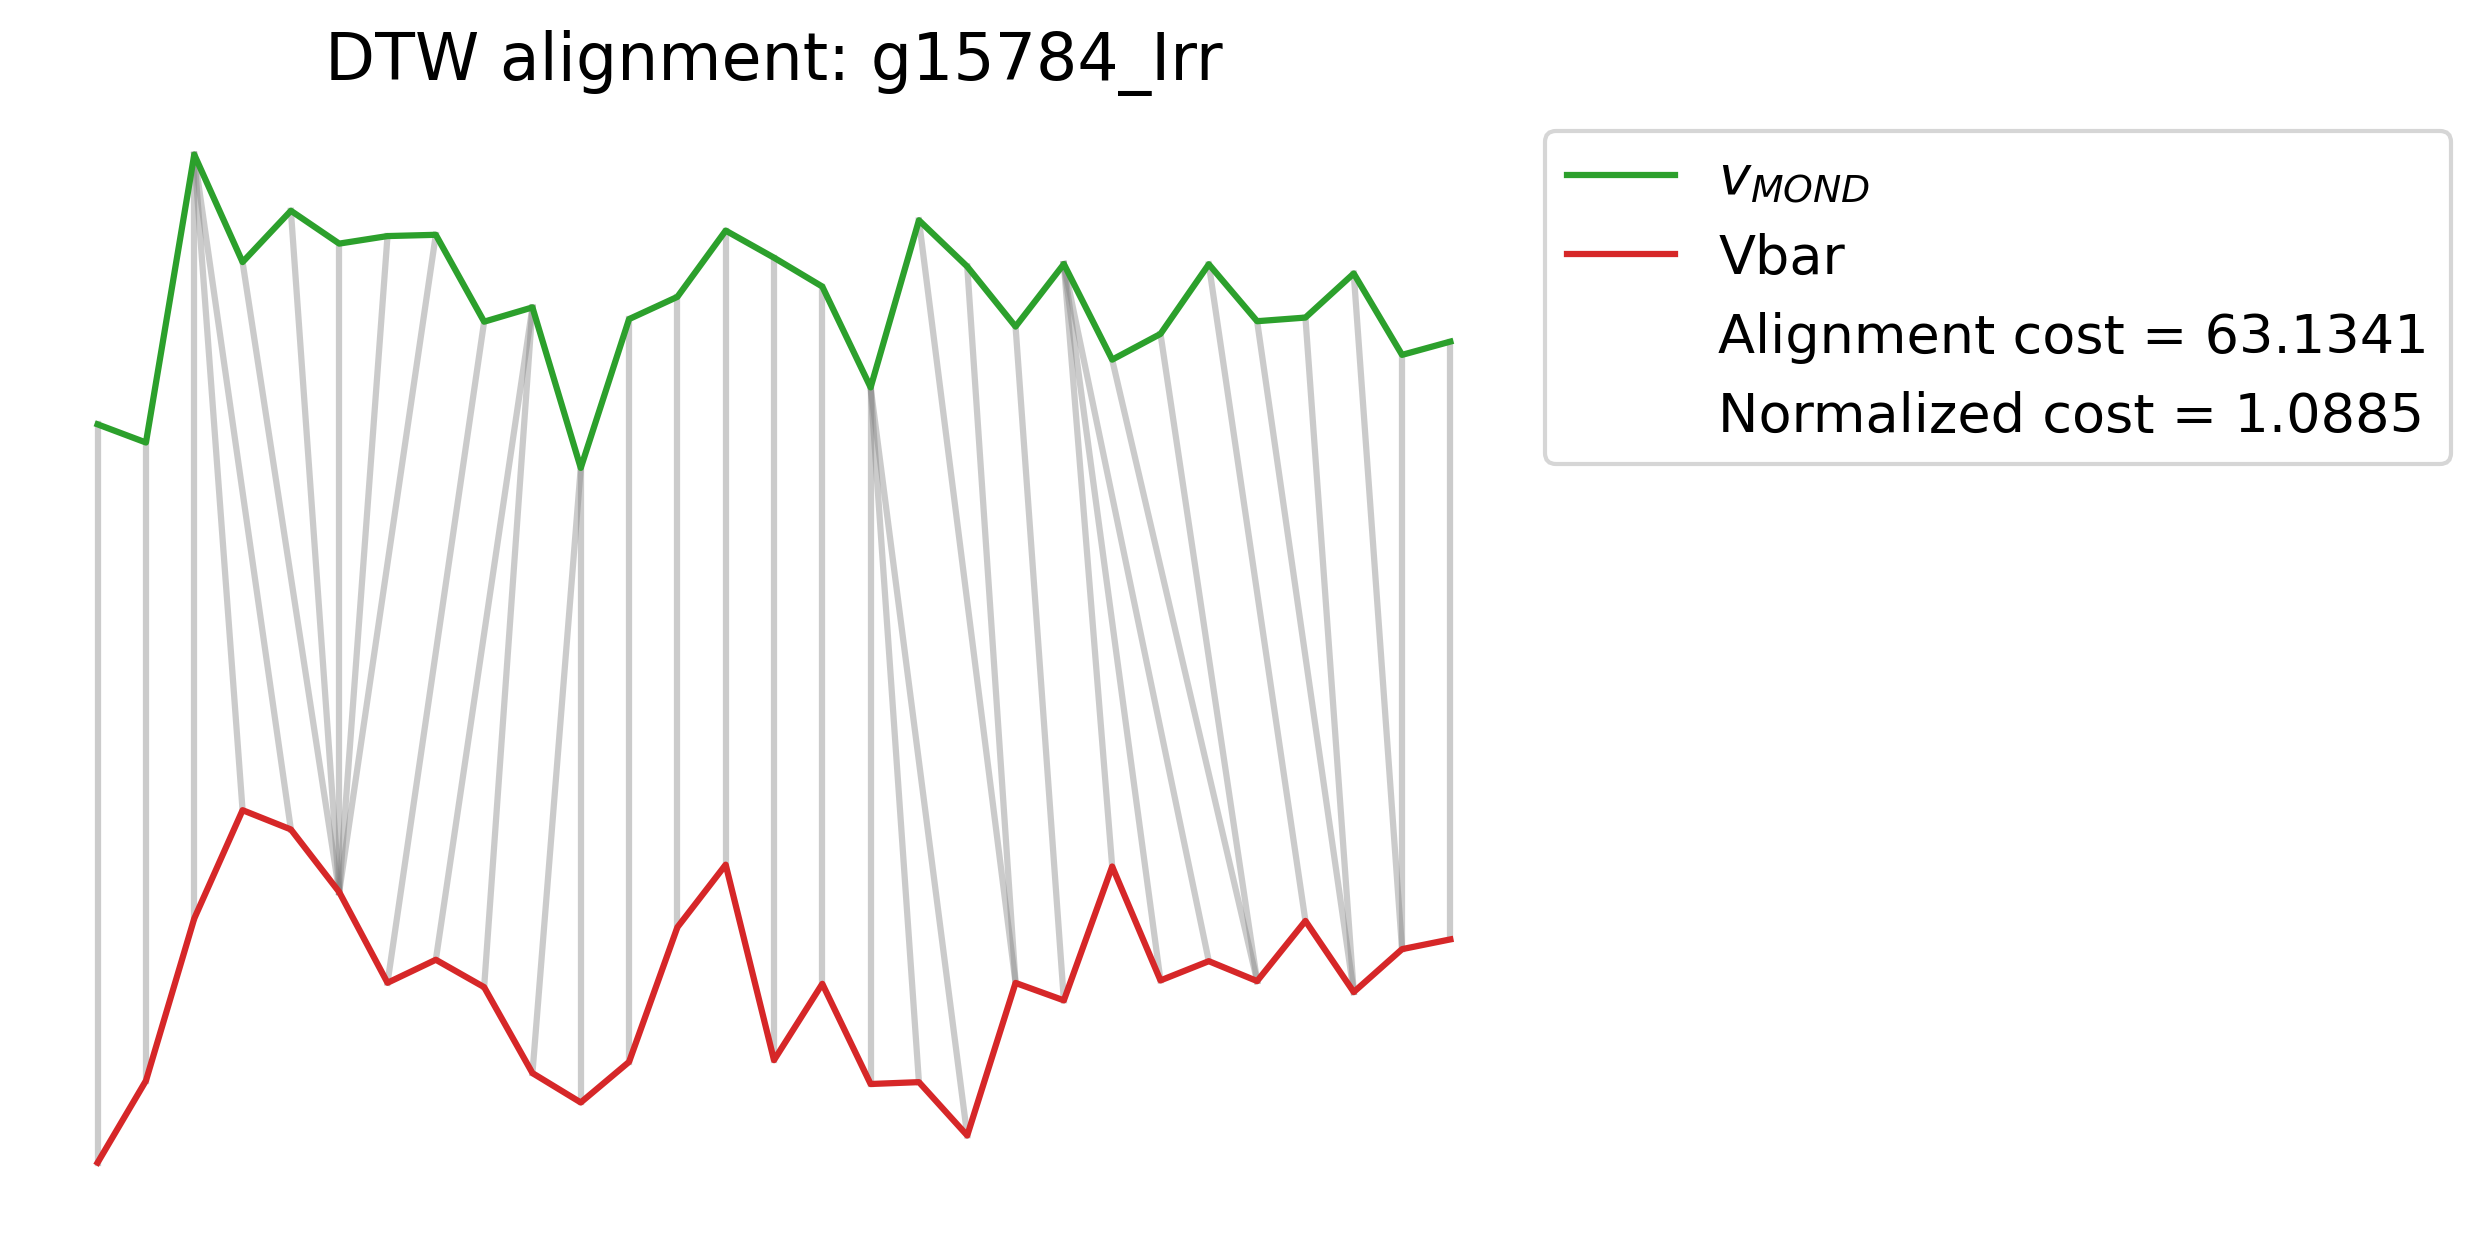 DTW alignment: g15784_Irr
v_MOND
Vbar
Alignment cost = 63.1341
Normalized cost = 1.0885